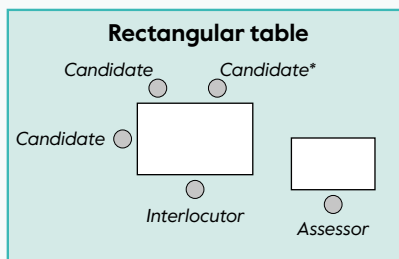 Rectangular table
Candidate Candidate*
Candidate
Interlocutor
Assessor